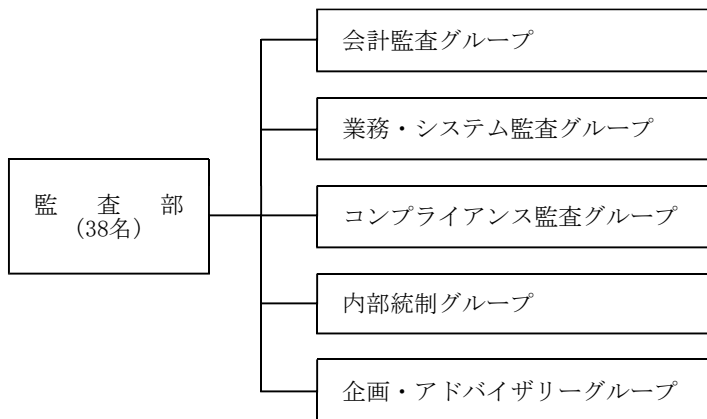 会計監査グループ
業務・システム監査グループ
監査部
(38名)
コンプライアンス監査グループ
内部統制グループ
企画・アドバイザリーグループ